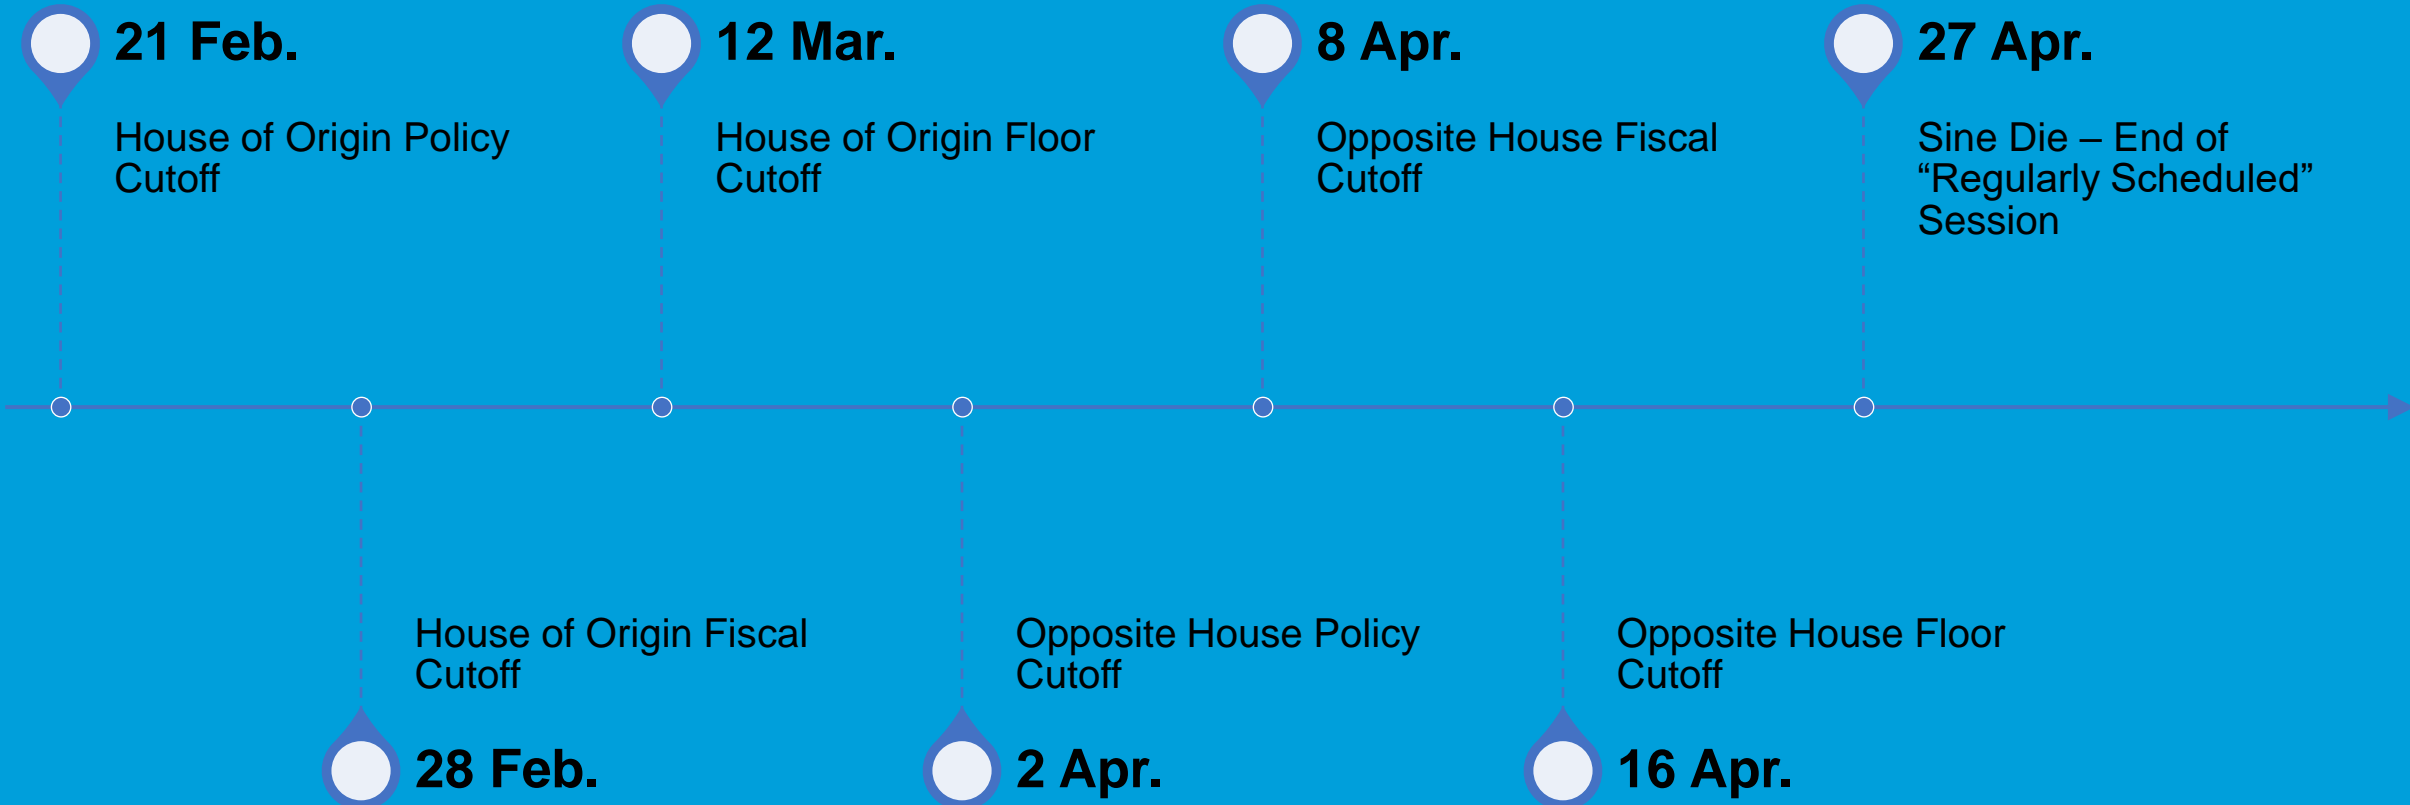 21 Feb.
House of Origin Policy
Cutoff
28 Feb.
House of Origin Fiscal
Cutoff
12 Mar.
House of Origin Floor
Cutoff
2 Apr.
Opposite House Policy
Cutoff
8 Apr.
Opposite House Fiscal
Cutoff
16 Apr.
Opposite House Floor
Cutoff
27 Apr.
Sine Die – End of
“Regularly Scheduled”
Session